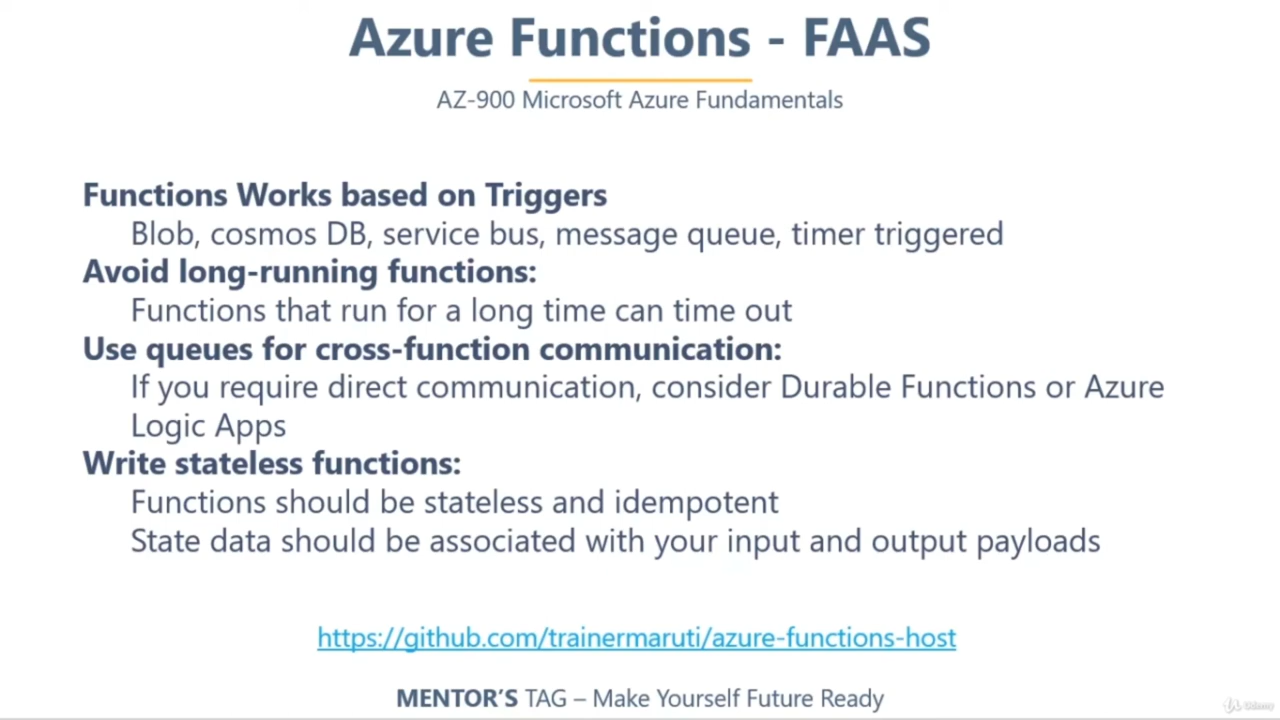 Azure Functions - FAAS
AZ-900 Microsoft Azure Fundamentals
Functions Works based on Triggers
Blob, cosmos DB, service bus, message queue, timer triggered
Avoid long-running functions:
Functions that run for a long time can time out
Use queues for cross-function communication:
If you require direct communication, consider Durable Functions or Azure
Logic Apps
Write stateless functions:
Functions should be stateless and idempotent
State data should be associated with your input and output payloads
https://github.com/trainermaruti/azure-functions-host
MENTOR'S TAG – Make Yourself Future Ready
Udemy